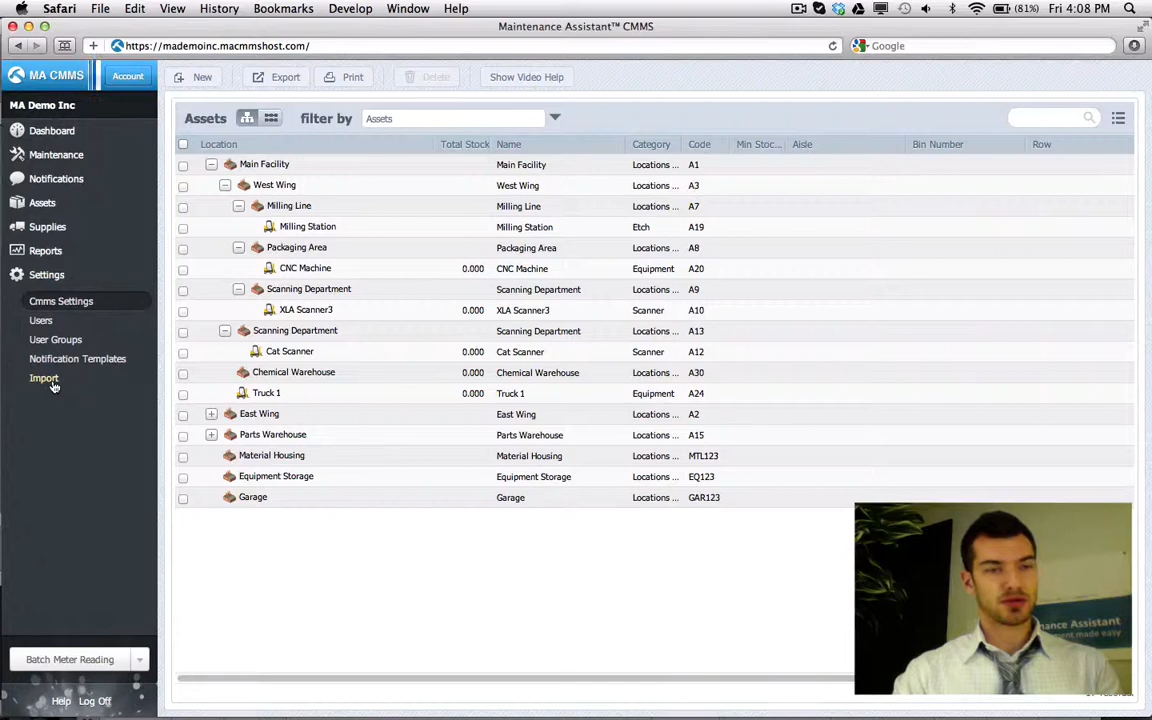 Safari File Edit View History Bookmarks Develop Window Help (81%) Fri 4:08 PM
Maintenance Assistant™ CMMS
https://mademoinc.macmmshost.com/ Google
MA CMMS Account New Export Print Delete Show Video Help
MA Demo Inc
Dashboard
Maintenance
Notifications
Assets
Supplies
Reports
Settings
Cmms Settings
Users
User Groups
Notification Templates
Import
Batch Meter Reading
Help Log Off
Assets filter by Assets
Location Total Stock Name Category Code Min Stoc... Aisle Bin Number Row
Main Facility Main Facility Locations ... A1
West Wing West Wing Locations ... A3
Milling Line Milling Line Locations ... A7
Milling Station Milling Station Etch A19
Packaging Area Packaging Area Locations ... A8
CNC Machine 0.000 CNC Machine Equipment A20
Scanning Department Scanning Department Locations ... A9
XLA Scanner3 0.000 XLA Scanner3 Scanner A10
Scanning Department Scanning Department Locations ... A13
Cat Scanner 0.000 Cat Scanner Scanner A12
Chemical Warehouse 0.000 Chemical Warehouse Locations ... A30
Truck 1 0.000 Truck 1 Equipment A24
East Wing East Wing Locations ... A2
Parts Warehouse Parts Warehouse Locations ... A15
Material Housing Material Housing Locations ... MTL123
Equipment Storage Equipment Storage Locations ... EQ123
Garage Garage Locations ... GAR123
nance Assistant
ment made easy